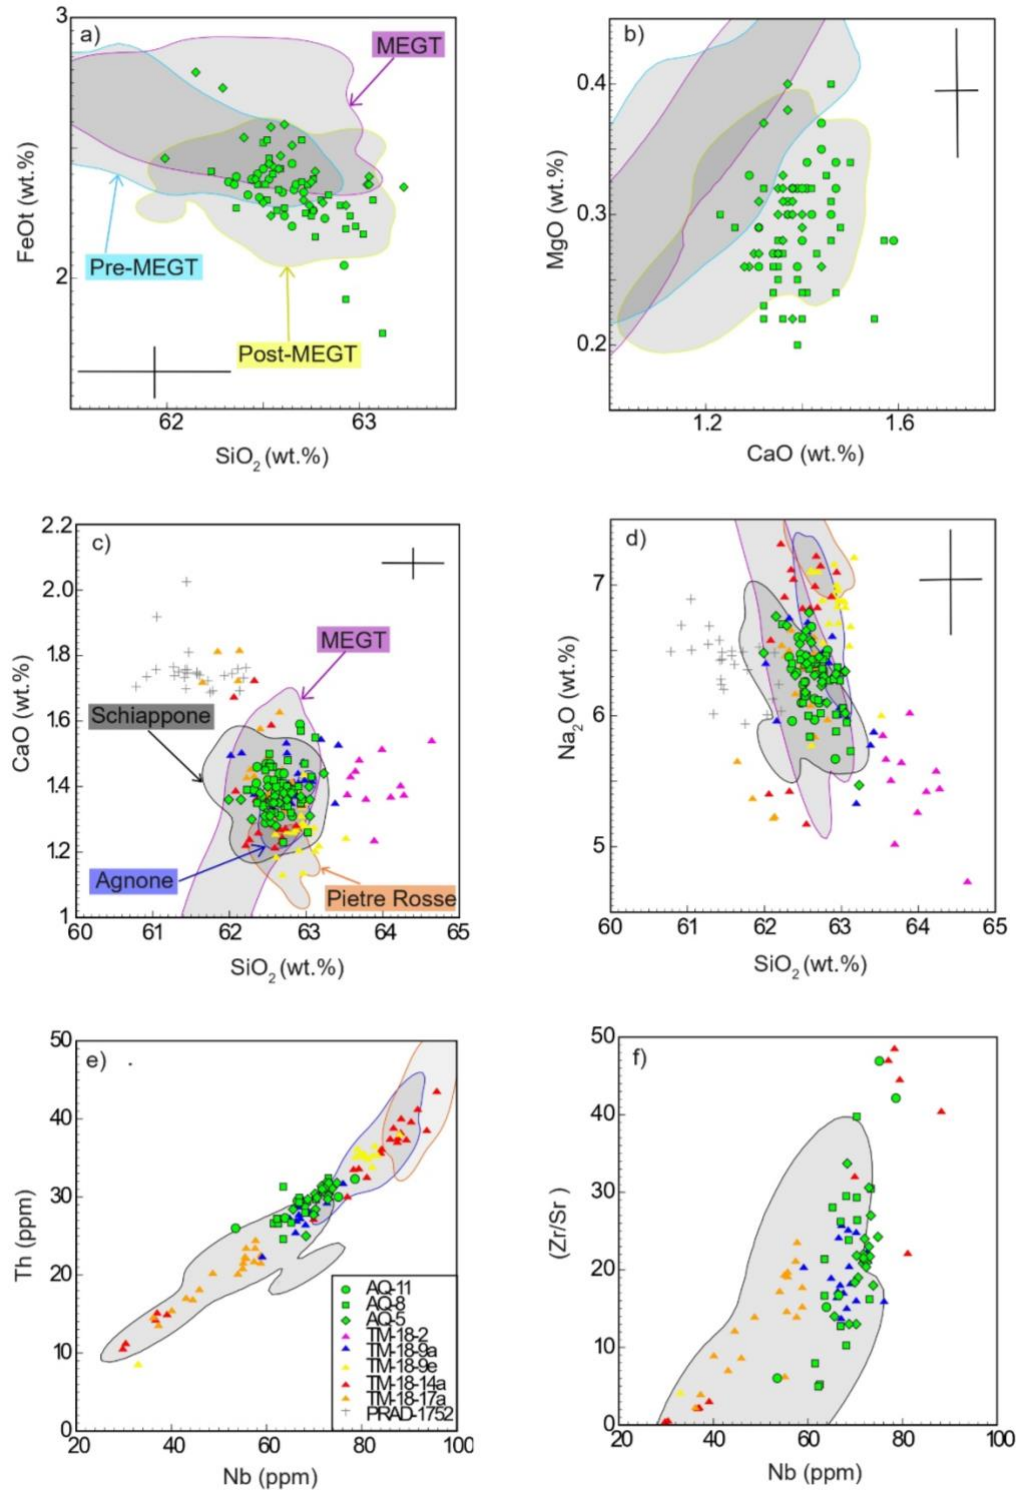 a)
3
2
FeOt (wt.%)
62
63
SiO2 (wt.%)
MEGT
Pre-MEGT
Post-MEGT
b)
0.4
0.3
0.2
MgO (wt.%)
1.2
1.6
CaO (wt.%)
c)
2.2
2.0
1.8
1.6
1.4
1.2
1
CaO (wt.%)
60
61
62
63
64
65
SiO2 (wt.%)
MEGT
Schiappone
Agnone
Pietre Rosse
d)
7
6
5
Na2O (wt.%)
60
61
62
63
64
65
SiO2 (wt.%)
e)
50
40
30
20
10
0
Th (ppm)
20
40
60
80
100
Nb (ppm)
AQ-11
AQ-8
AQ-5
TM-18-2
TM-18-9a
TM-18-9e
TM-18-14a
TM-18-17a
PRAD-1752
f)
50
40
30
20
10
0
(Zr/Sr )
20
40
60
80
100
Nb (ppm)